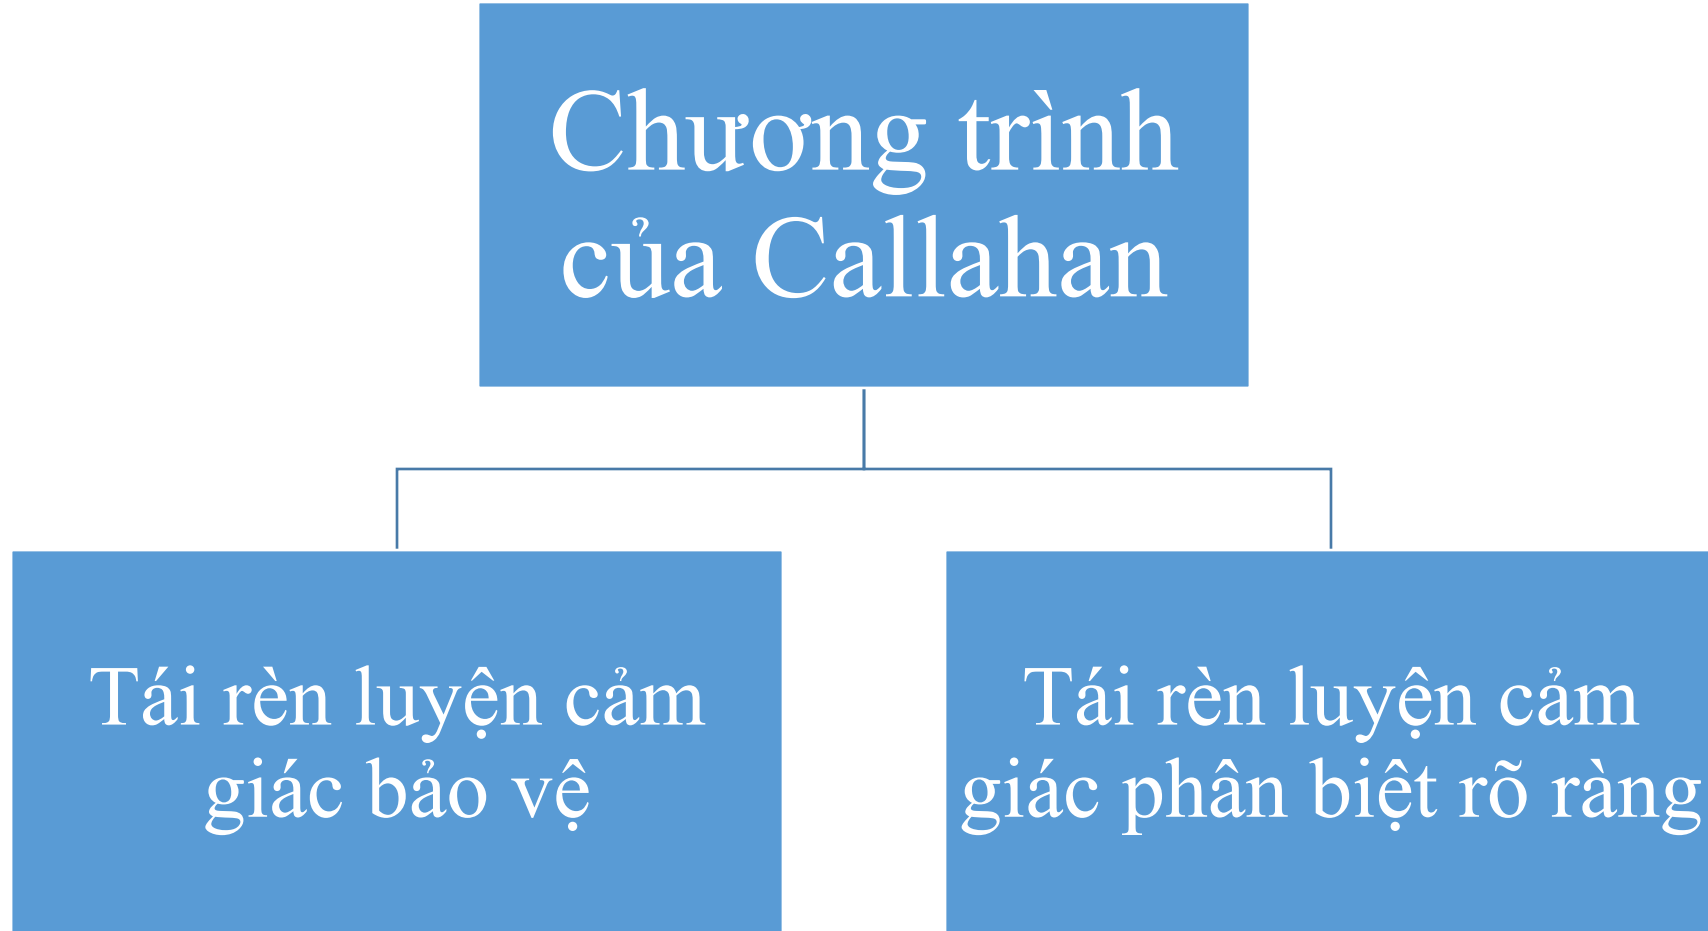 Chương trình
của Callahan
Tái rèn luyện cảm
giác bảo vệ
Tái rèn luyện cảm
giác phân biệt rõ ràng